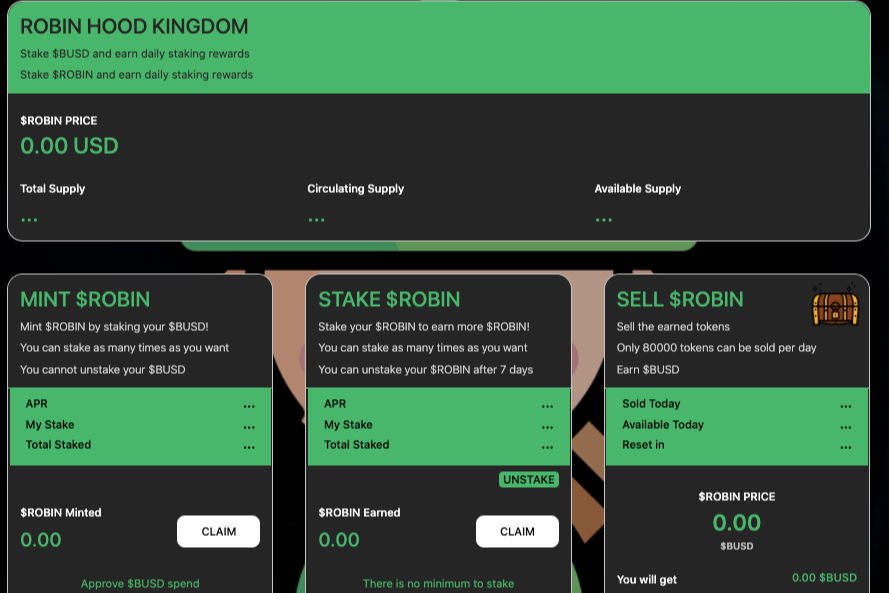 ROBIN HOOD KINGDOM
Stake $BUSD and earn daily staking rewards
Stake $ROBIN and earn daily staking rewards
$ROBIN PRICE
0.00 USD
Total Supply
...
Circulating Supply
...
Available Supply
...
MINT $ROBIN
Mint $ROBIN by staking your $BUSD!
You can stake as many times as you want
You cannot unstake your $BUSD
APR ...
My Stake ...
Total Staked ...
$ROBIN Minted
0.00
CLAIM
Approve $BUSD spend
STAKE $ROBIN
Stake your $ROBIN to earn more $ROBIN!
You can stake as many times as you want
You can unstake your $ROBIN after 7 days
APR ...
My Stake ...
Total Staked ...
UNSTAKE
$ROBIN Earned
0.00
CLAIM
There is no minimum to stake
SELL $ROBIN
Sell the earned tokens
Only 80000 tokens can be sold per day
Earn $BUSD
Sold Today ...
Available Today ...
Reset in ...
$ROBIN PRICE
0.00
$BUSD
You will get 0.00 $BUSD